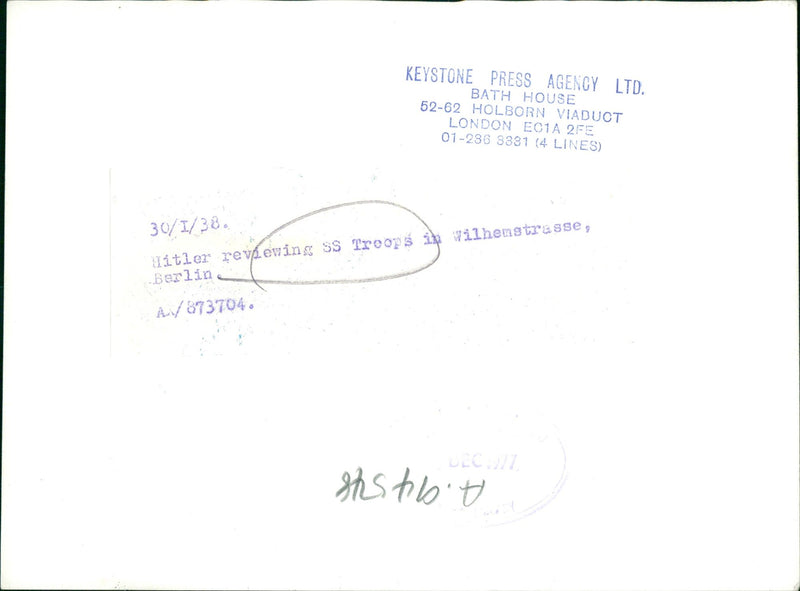 KEYSTONE PRESS AGENCY LTD.
BATH HOUSE
52-62 HOLBORN VIADUCT
LONDON EC1A 2FE
01-236 3331 (4 LINES)
30/I/38.
Hitler reviewing SS Troops in Wilhemstrasse,
Berlin.
/873704.
DEC 1977
A.94548